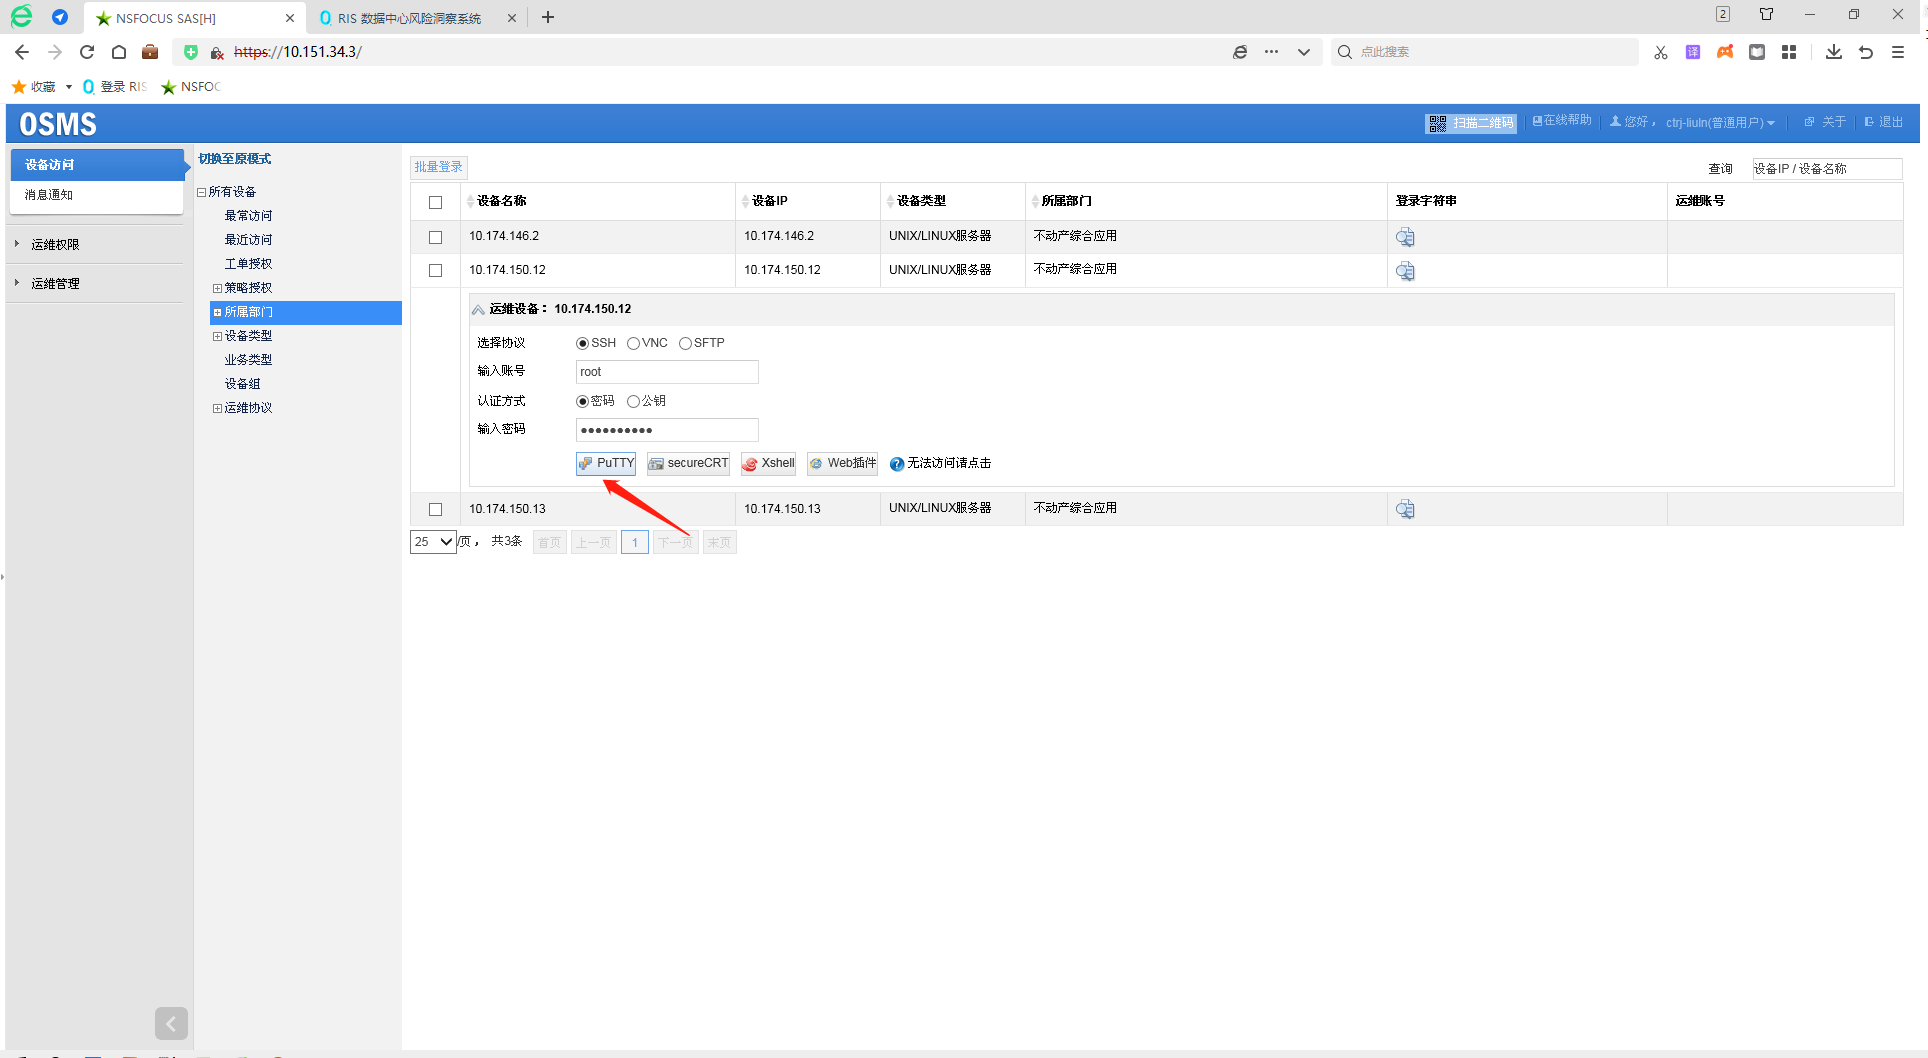 NSFOCUS SAS[H]
RIS 数据中心风险洞察系统
2
https://10.151.34.3/
点此搜索
译
收藏
登录 RIS
NSFOC
OSMS
扫描二维码
在线帮助
您好， ctrj-liuln(普通用户)
关于
退出
设备访问
消息通知
运维权限
运维管理
切换至原模式
所有设备
最常访问
最近访问
工单授权
策略授权
所属部门
设备类型
业务类型
设备组
运维协议
批量登录
查询 设备IP / 设备名称
设备名称 设备IP 设备类型 所属部门 登录字符串 运维账号
10.174.146.2 10.174.146.2 UNIX/LINUX服务器 不动产综合应用
10.174.150.12 10.174.150.12 UNIX/LINUX服务器 不动产综合应用
运维设备： 10.174.150.12
选择协议 SSH VNC SFTP
输入账号 root
认证方式 密码 公钥
输入密码 ●●●●●●●●●●
PuTTY secureCRT Xshell Web插件 无法访问请点击
10.174.150.13 10.174.150.13 UNIX/LINUX服务器 不动产综合应用
25 /页， 共3条 首页 上一页 1 下一页 末页